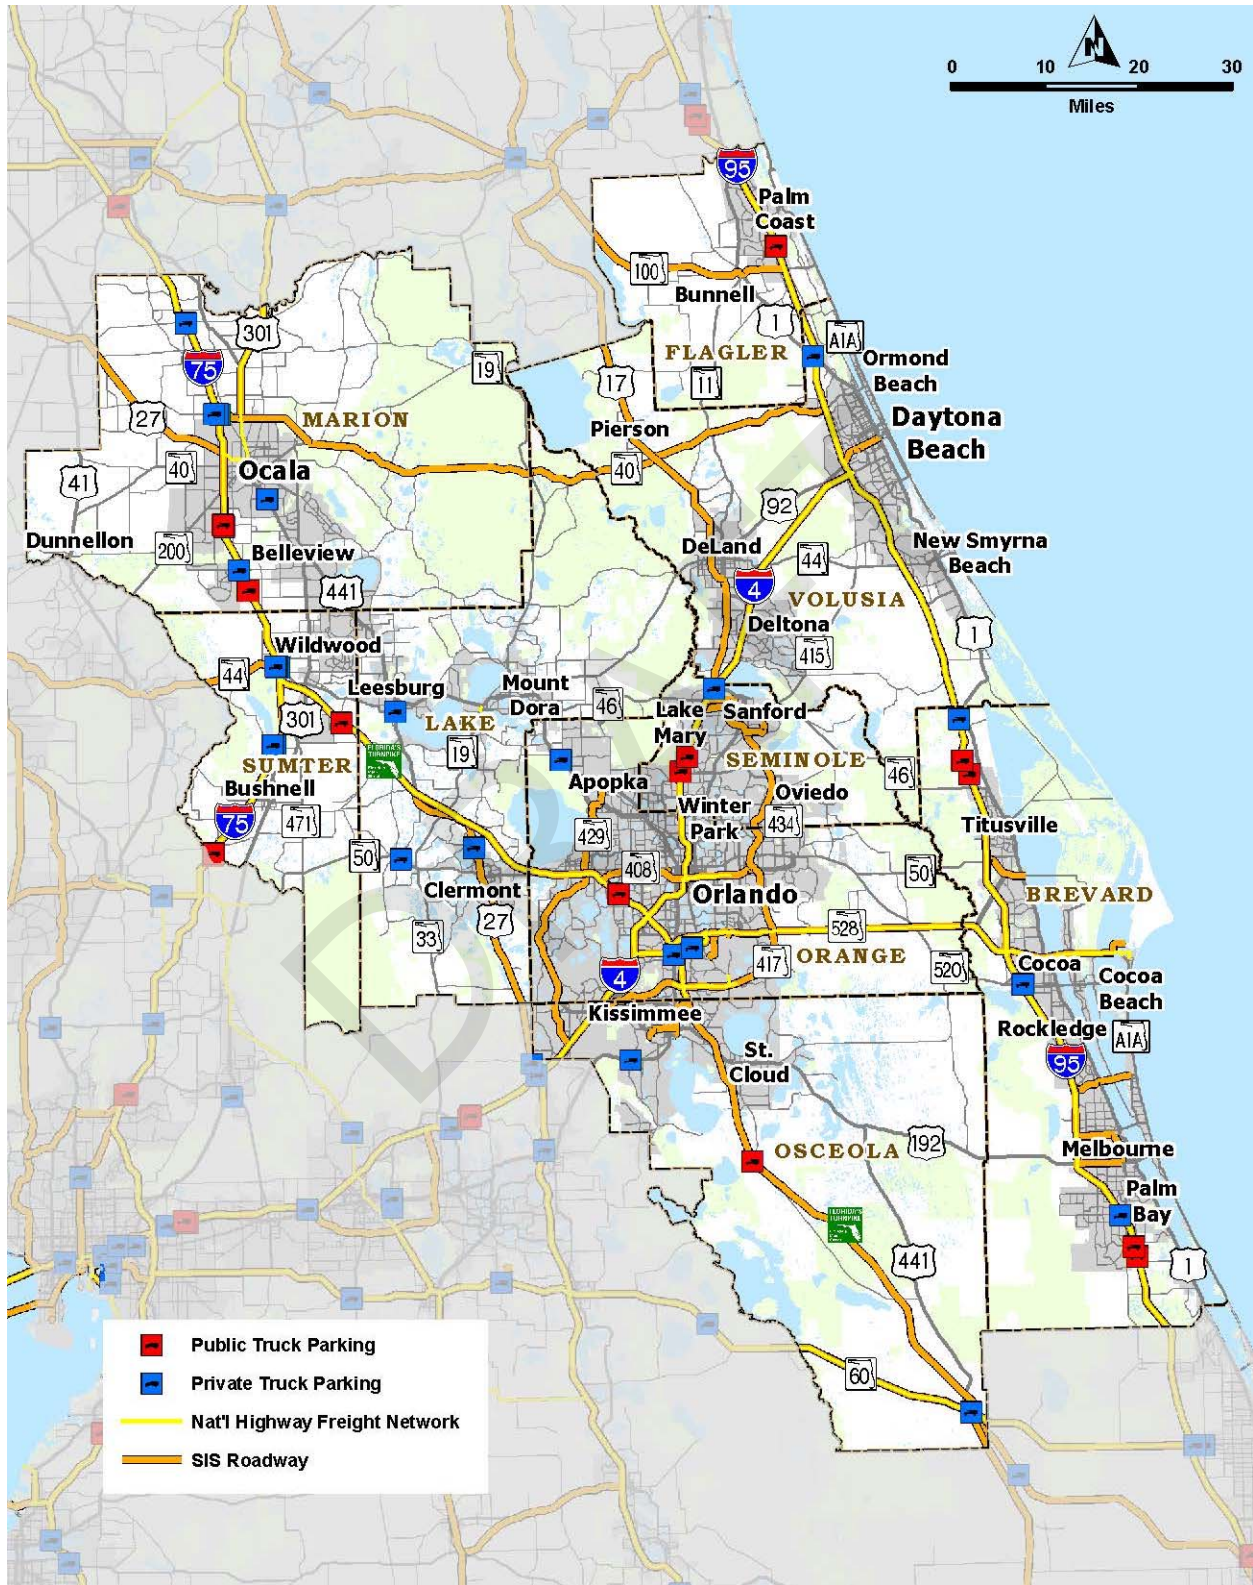 N
0 10 20 30
Miles
95
Palm
Coast
100
Bunnell
1
301
A1A
FLAGLER
Ormond
Beach
75
19
17
11
27
MARION
Pierson
Daytona
Beach
40
Ocala
40
41
92
Dunnellon
200
Belleview
DeLand
44
New Smyrna
Beach
441
4
VOLUSIA
Deltona
1
Wildwood
415
44
Leesburg
Mount
Dora
46
Lake
Mary
Sanford
301
LAKE
FLORIDA'S
TURNPIKE
19
SUMTER
SEMINOLE
46
Bushnell
Apopka
Oviedo
75
471
Winter
Park
429
434
Titusville
50
408
50
Clermont
Orlando
BREVARD
27
33
528
ORANGE
417
520
4
Cocoa
Cocoa
Beach
Kissimmee
Rockledge
A1A
St.
Cloud
95
192
OSCEOLA
Melbourne
Palm
Bay
FLORIDA'S
TURNPIKE
441
1
60
Public Truck Parking
Private Truck Parking
Nat'l Highway Freight Network
SIS Roadway
DRAFT